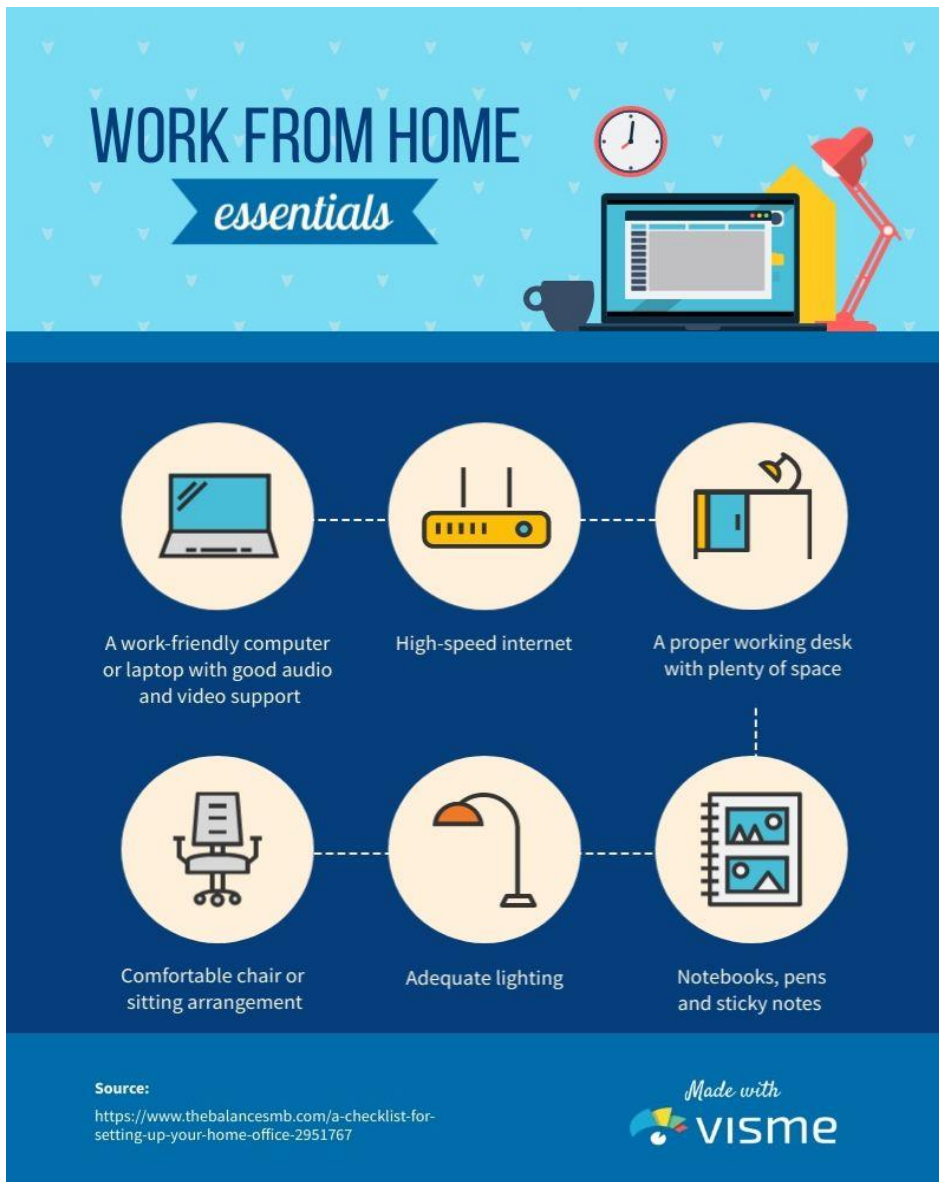 WORK FROM HOME
essentials
A work-friendly computer
or laptop with good audio
and video support
High-speed internet
A proper working desk
with plenty of space
Comfortable chair or
sitting arrangement
Adequate lighting
Notebooks, pens
and sticky notes
Source:
https://www.thebalancesmb.com/a-checklist-for-
setting-up-your-home-office-2951767
Made with
visme